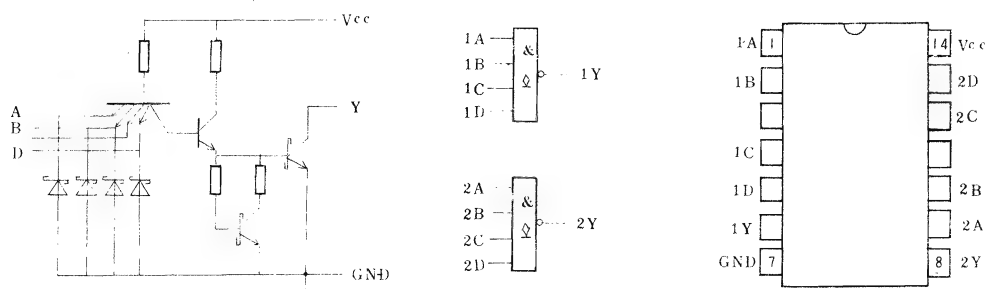 Vcc
A
B
D
Y
GND
1A
1B
1C
1D
&
1Y
2A
2B
2C
2D
&
2Y
1A 1
1B
1C
1D
1Y
GND 7
14 Vcc
2D
2C
2B
2A
8 2Y